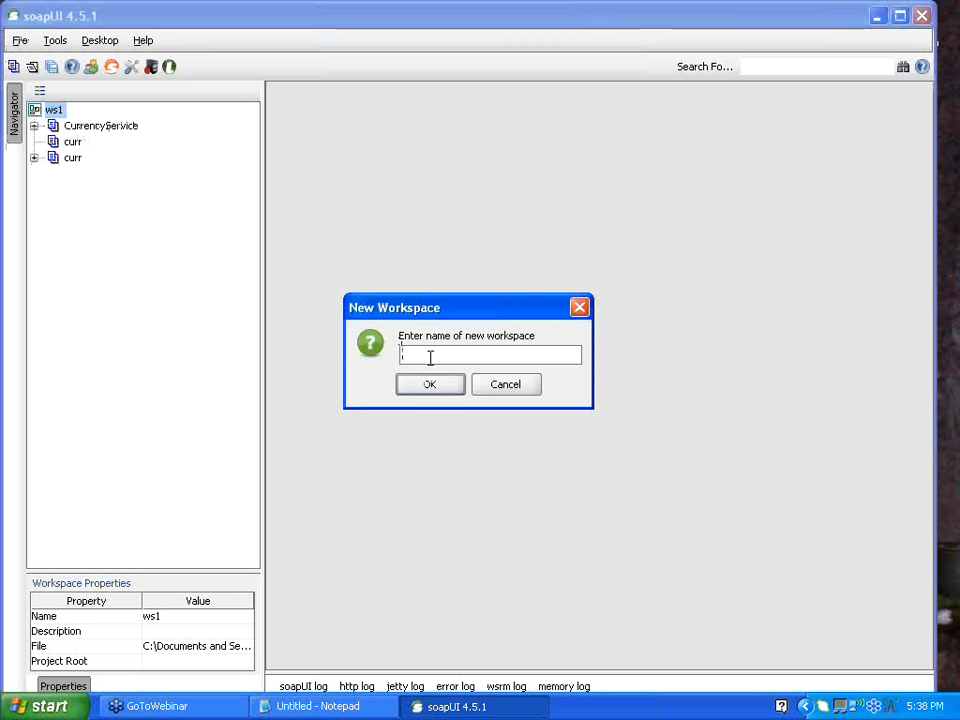 soapUI 4.5.1
File Tools Desktop Help
Search Fo...
Navigator
ws1
CurrencyService
curr
curr
New Workspace
Enter name of new workspace
OK Cancel
Workspace Properties
Property Value
Name ws1
Description
File C:\Documents and Se...
Project Root
Properties
soapUI log http log jetty log error log wsrm log memory log
start GoToWebinar Untitled - Notepad soapUI 4.5.1 5:38 PM